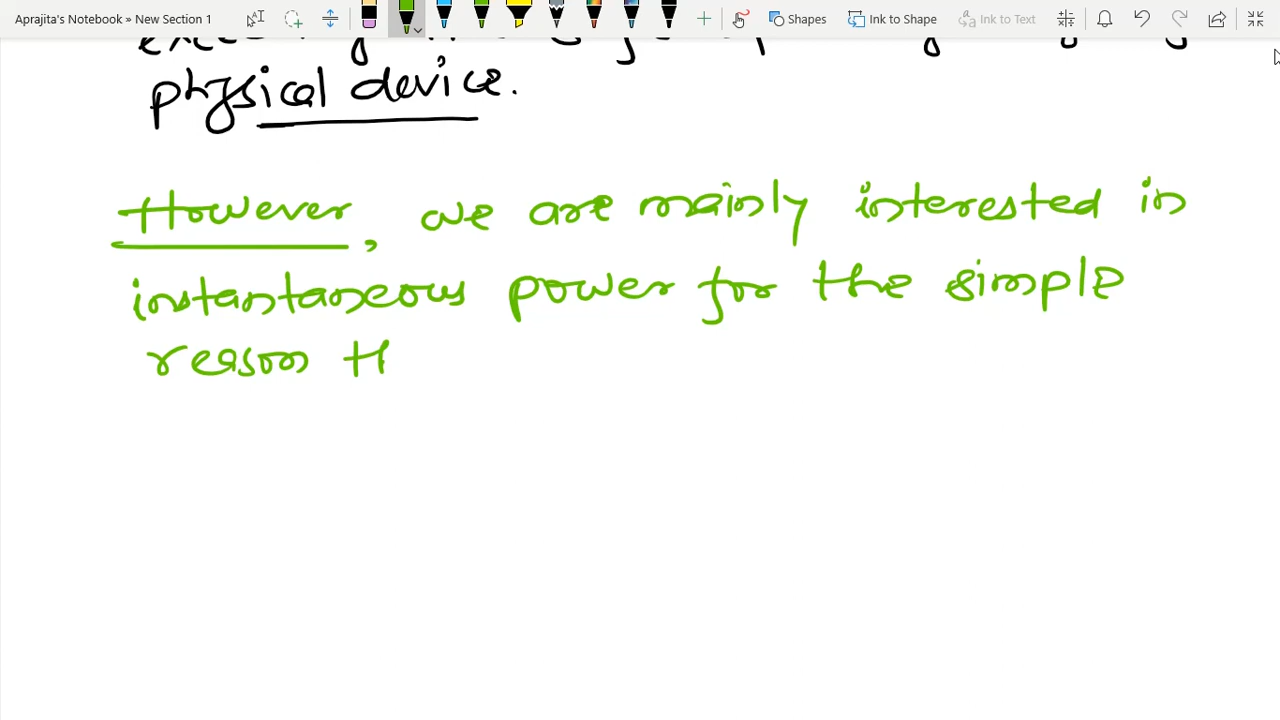 Aprajita's Notebook » New Section 1 Shapes Ink to Shape Ink to Text
physical device.
However, we are mainly interested in
instantaneous power for the simple
reason th